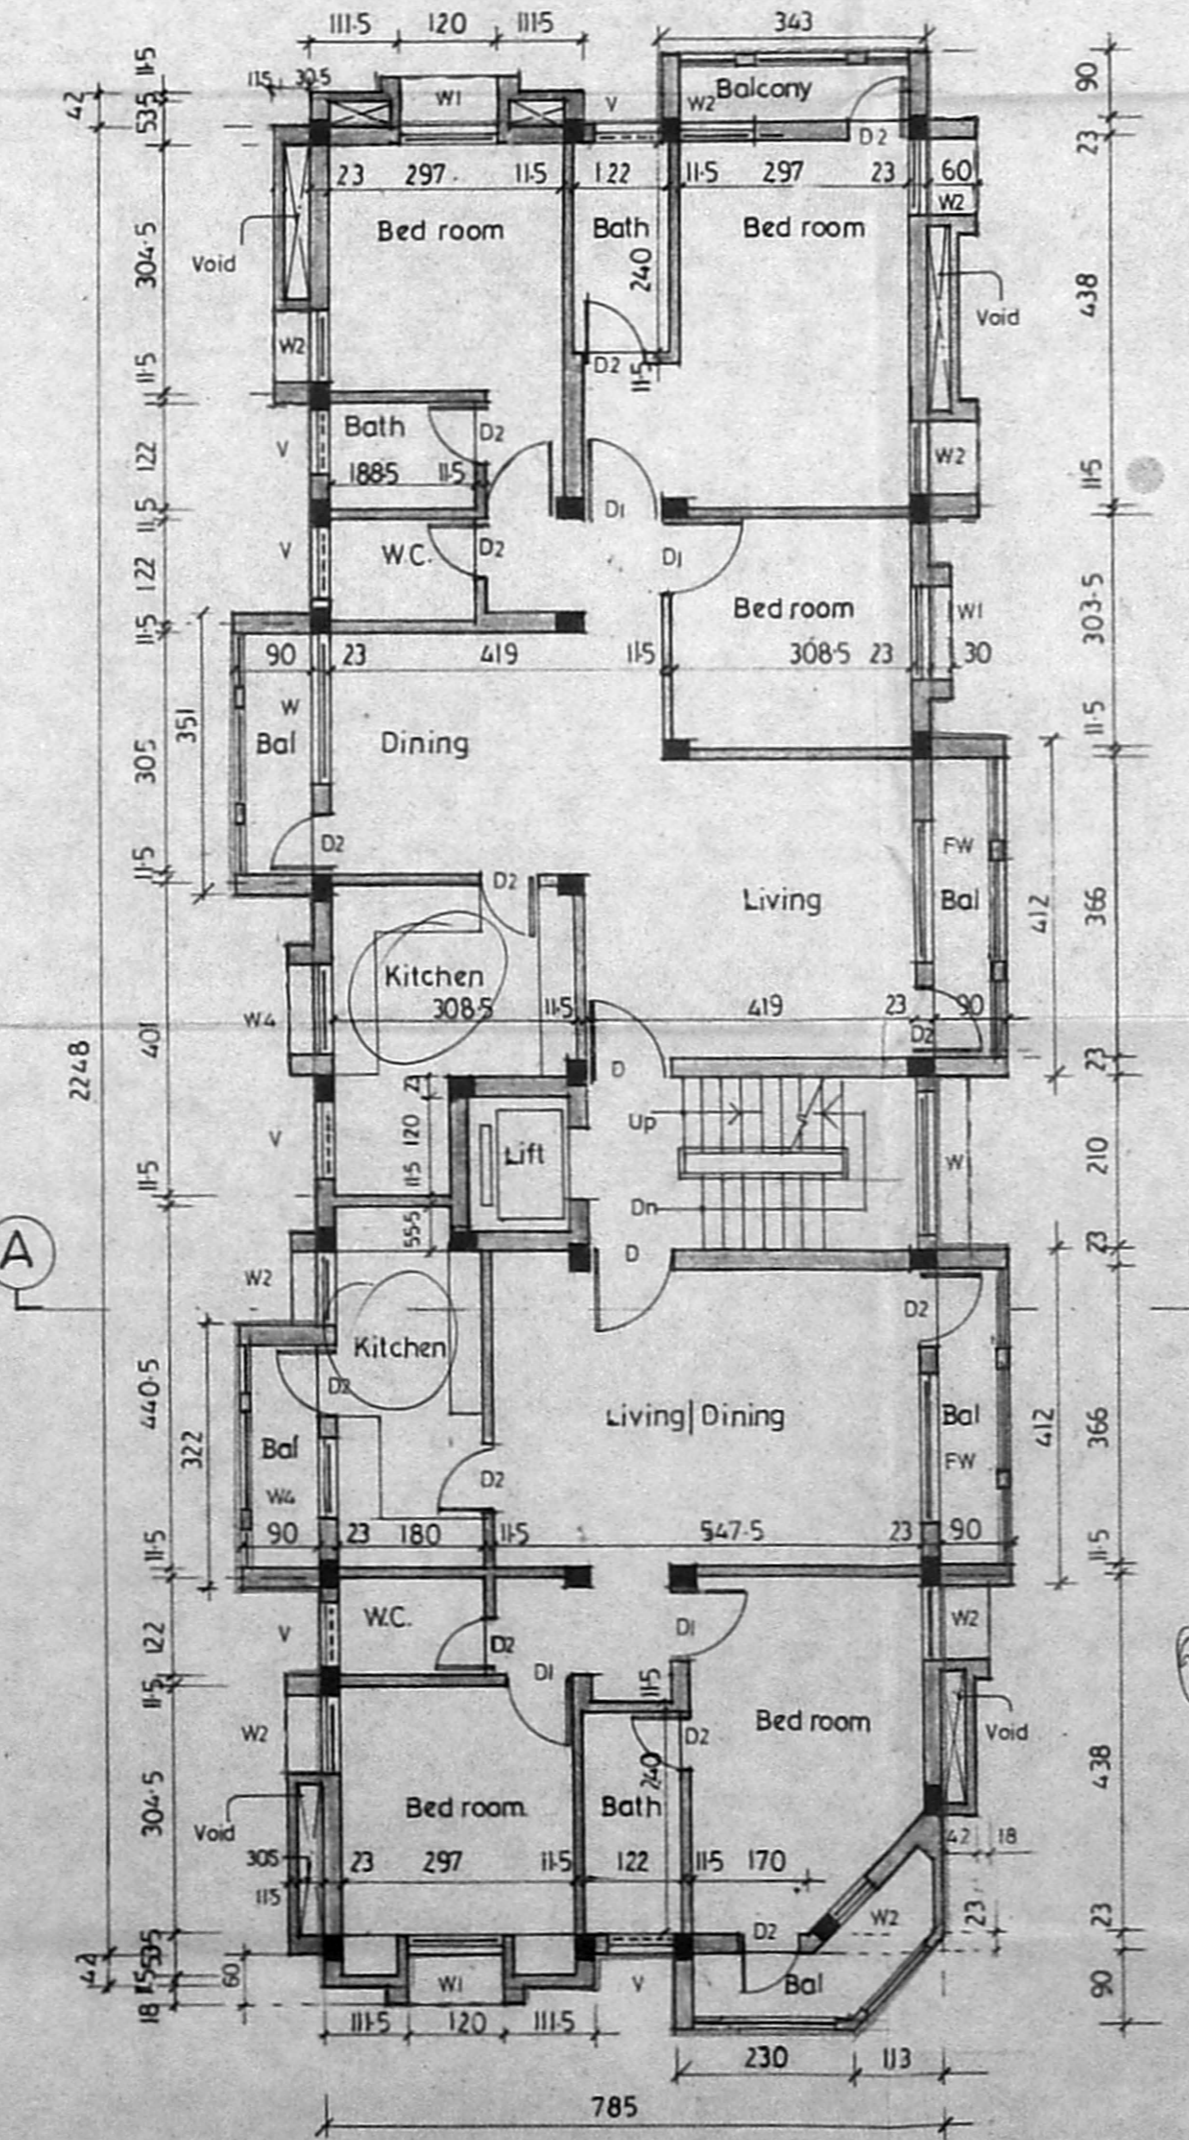 111·5 120 111·5 343
11·5 30·5 11·5
42 53·5 W1 V W2 Balcony 90
D2
23 297 11·5 122 11·5 297 23 60 23
W2
Bed room Bath Bed room
304·5 Void 240 438
Void
W2 D2
11·5 11·5
Bath D2
V W2
122 188·5 11·5 11·5
D1
11·5
V W.C. D2 D1
122
Bed room W1 303·5
11·5
90 23 419 11·5 308·5 23 30
351 W
Bal Dining 11·5
305
D2 FW
11·5 D2
Living Bal 412 366
Kitchen
308·5 11·5 419 23 90
W4 D2
401
2248 D 23
23
Up
V 120
Lift W 210
11·5 11·5
Dn
55·5 D 23
A
W2 D2
Kitchen
D2
440·5 Living/Dining Bal 412 366
322 Bal
W4 D2 FW
90 23 180 11·5 547·5 23 90
11·5 11·5
W.C. W2
V D2 D1
122
D1 11·5
11·5
W2 Bed room Void
D2
240 438
304·5 Bed room Bath
Void
30·5 42 18
23 297 11·5 122 11·5 170
11·5
W2 23 23
D2
53·5
42 60 W1 V Bal 90
11·5
18
111·5 120 111·5
230 113
785